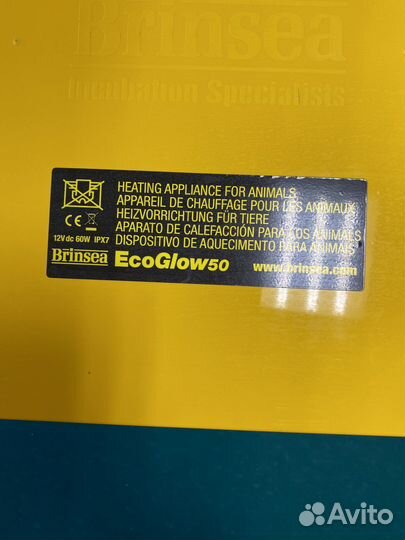 Brinsea
Incubation Specialists
HEATING APPLIANCE FOR ANIMALS
APPAREIL DE CHAUFFAGE POUR LES ANIMAUX
HEIZVORRICHTUNG FÜR TIERE
APARATO DE CALEFACCIÓN PARA LOS ANIMALES
DISPOSITIVO DE AQUECIMENTO PARA ANIMAIS
CE
12V dc 60W IPX7
Brinsea EcoGlow50 www.brinsea.com
Avito